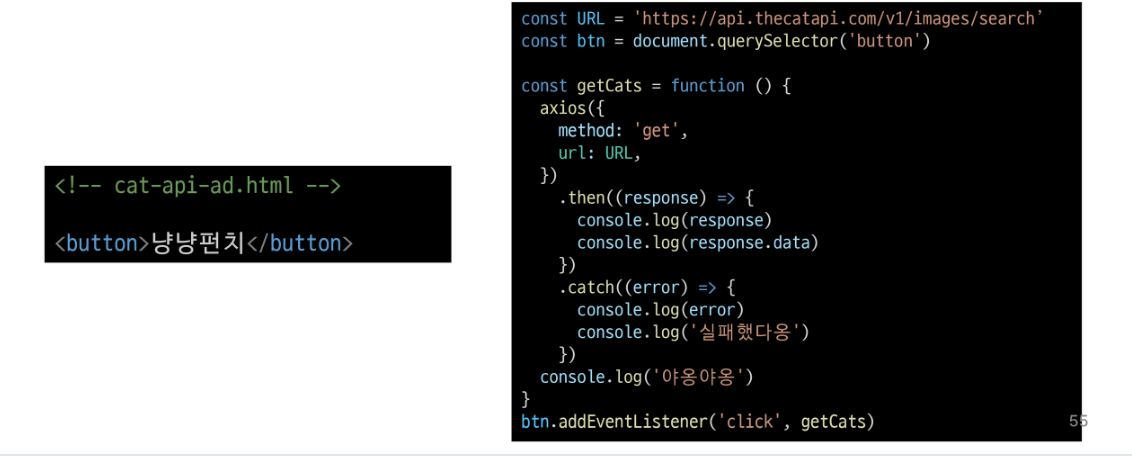 <!-- cat-api-ad.html -->
<button>냥냥펀치</button>
const URL = 'https://api.thecatapi.com/v1/images/search’
const btn = document.querySelector('button')
const getCats = function () {
  axios({
    method: 'get',
    url: URL,
  })
    .then((response) => {
      console.log(response)
      console.log(response.data)
    })
    .catch((error) => {
      console.log(error)
      console.log('실패했다옹')
    })
  console.log('야옹야옹')
}
btn.addEventListener('click', getCats)
55